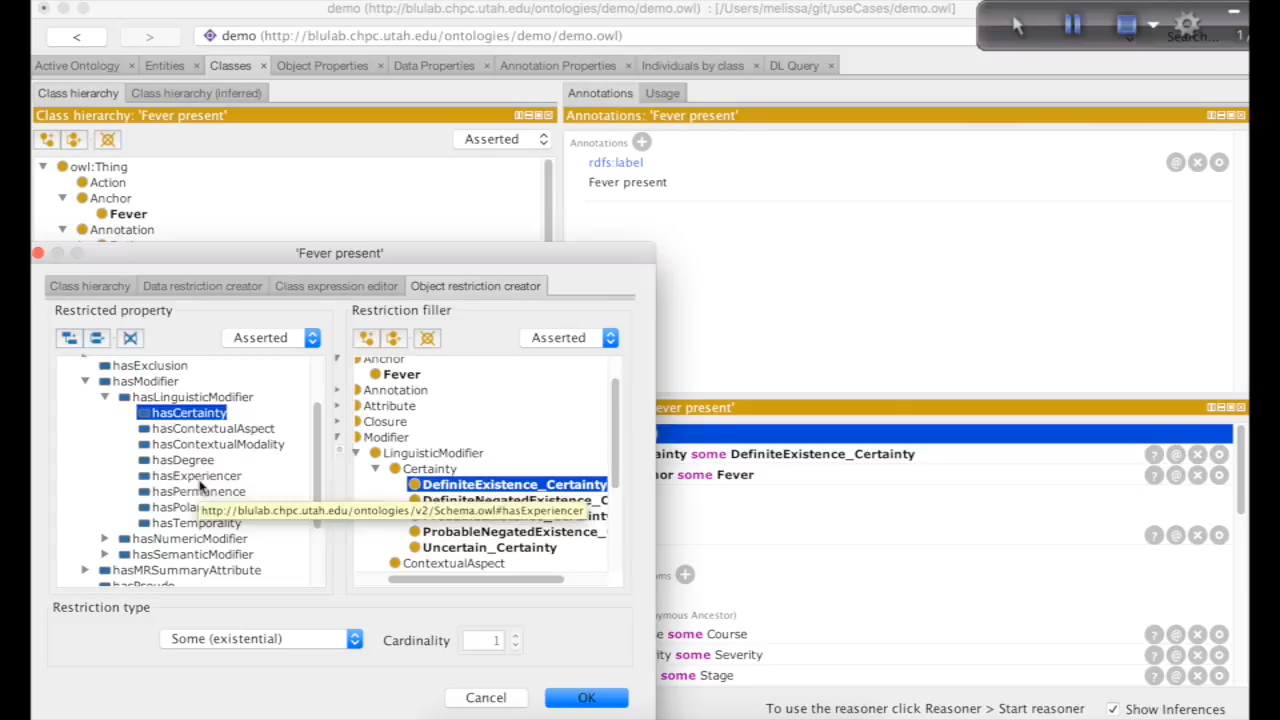 demo (http://blulab.chpc.utah.edu/ontologies/demo/demo.owl) : [/Users/melissa/git/useCases/demo.owl]
< > demo (http://blulab.chpc.utah.edu/ontologies/demo/demo.owl) Search...
Active Ontology × Entities × Classes × Object Properties × Data Properties × Annotation Properties × Individuals by class × DL Query ×
Class hierarchy Class hierarchy (inferred)
Class hierarchy: 'Fever present'
Asserted
owl:Thing
Action
Anchor
Fever
Annotation
Annotations Usage
Annotations: 'Fever present'
Annotations
rdfs:label
Fever present
'Fever present'
Class hierarchy Data restriction creator Class expression editor Object restriction creator
Restricted property
Asserted
hasExclusion
hasModifier
hasLinguisticModifier
hasCertainty
hasContextualAspect
hasContextualModality
hasDegree
hasExperiencer
hasPermanence
hasPola
http://blulab.chpc.utah.edu/ontologies/v2/Schema.owl#hasExperiencer
hasTemporality
hasNumericModifier
hasSemanticModifier
hasMRSummaryAttribute
hasPseudo
Restriction filler
Asserted
Anchor
Fever
Annotation
Attribute
Closure
Modifier
LinguisticModifier
Certainty
DefiniteExistence_Certainty
DefiniteNegatedExistence_C
ProbableNegatedExistence_
Uncertain_Certainty
ContextualAspect
Restriction type
Some (existential) Cardinality 1
Cancel OK
ever present'
ainty some DefiniteExistence_Certainty
or some Fever
ms
ymous Ancestor)
e some Course
ity some Severity
some Stage
To use the reasoner click Reasoner > Start reasoner Show Inferences